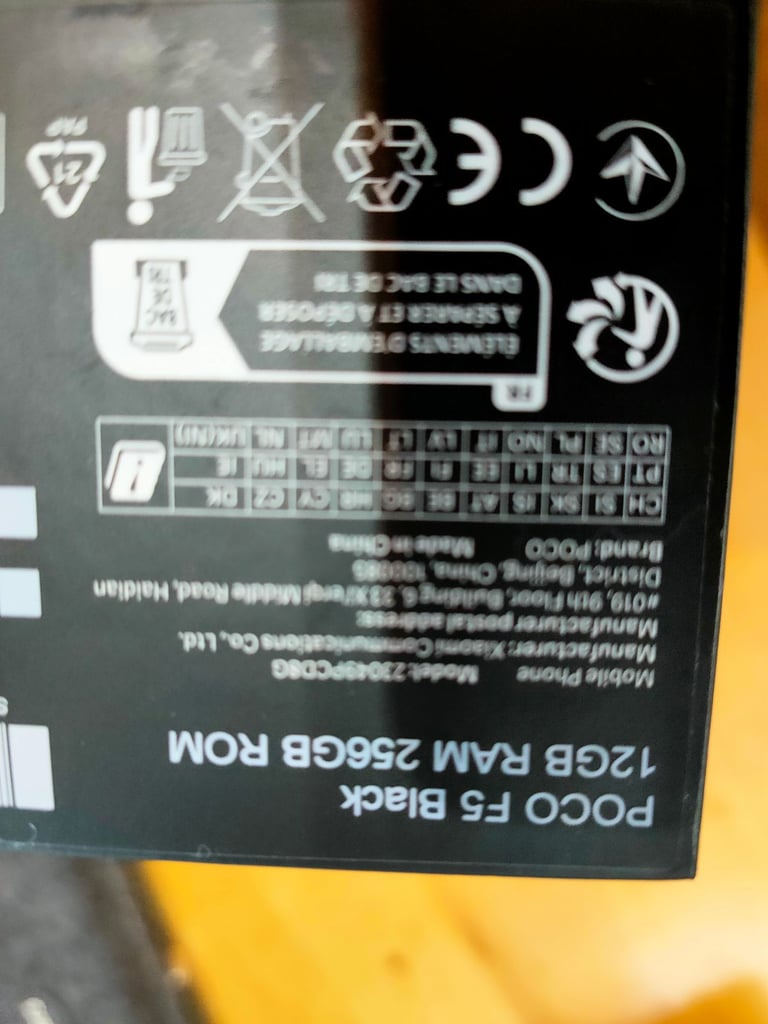 POCO F5 Black
12GB RAM 256GB ROM
Mobile Phone Model: 23049PCD8G
Manufacturer: Xiaomi Communications Co., Ltd.
Manufacturer postal address:
#019, 9th Floor, Building 6, 33 Xi'erqi Middle Road, Haidian
District, Beijing, China, 100085
Brand: POCO Made in China
CH SI SK IS AT BE BG HR CY CZ DK
PT ES TR LI EE FI FR DE EL HU IE
RO SE PL NO IT LV LT LU MT NL UK(NI)
FR
ÉLÉMENTS D'EMBALLAGE
À SÉPARER ET À DÉPOSER
DANS LE BAC DE TRI
BAC
DE
TRI
CE
21
PAP
S